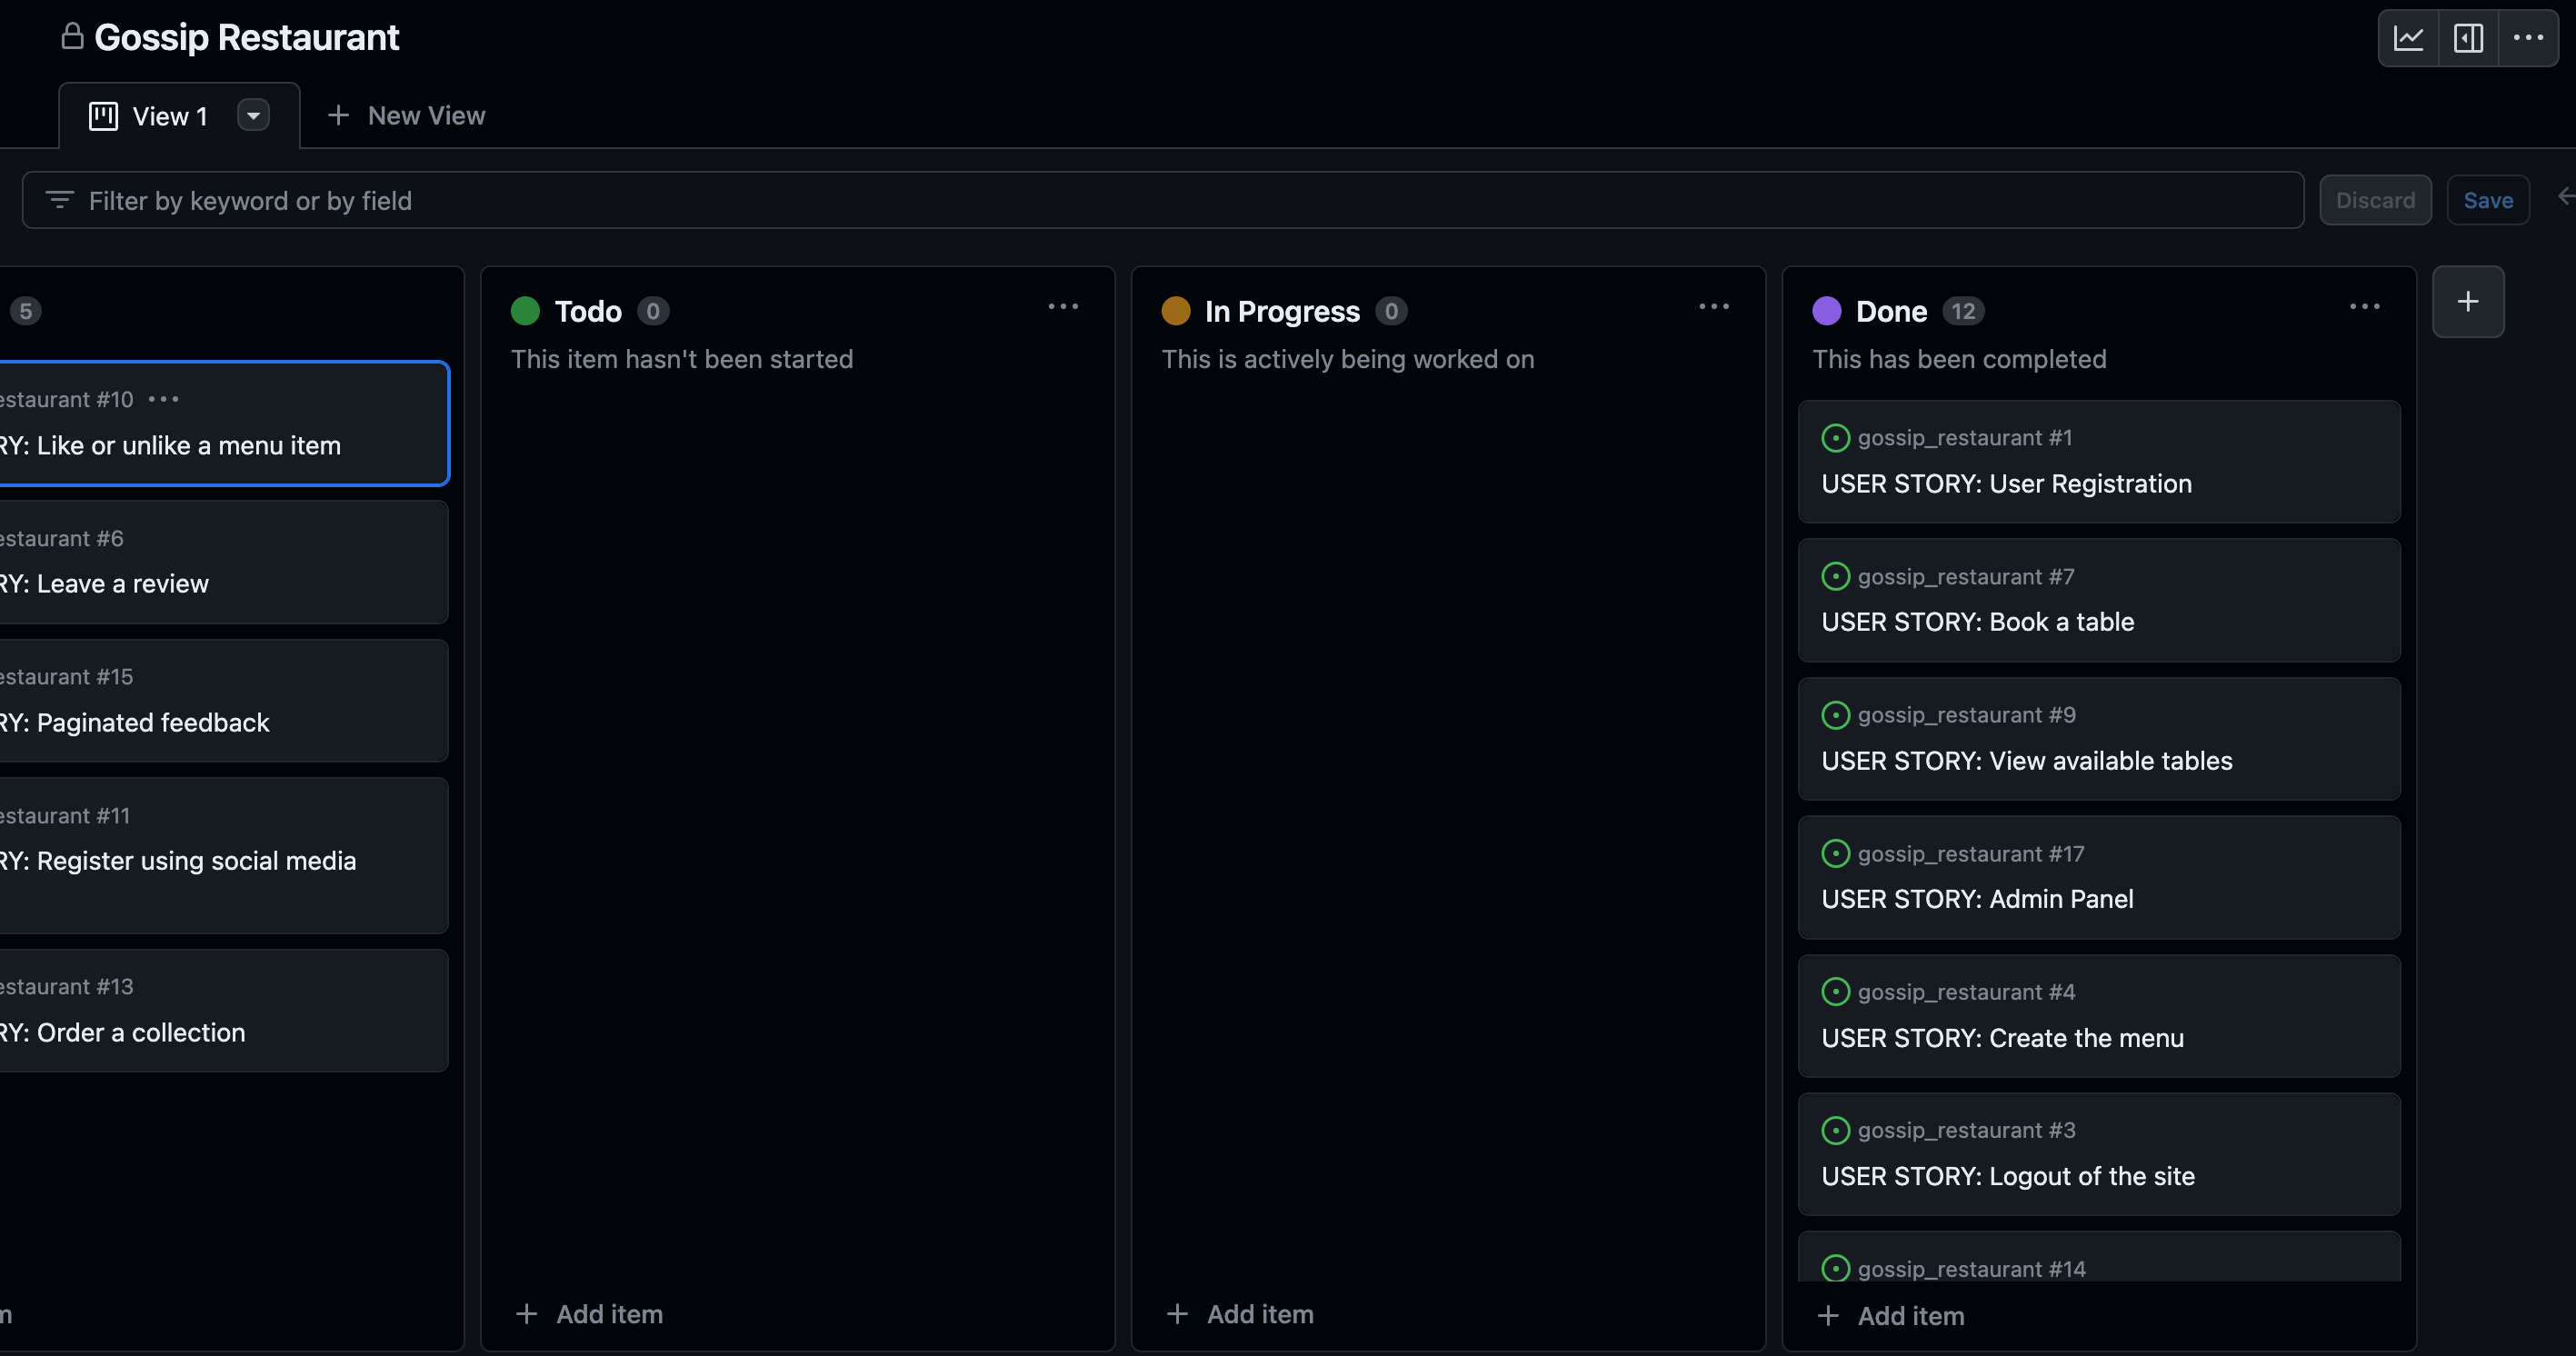 Gossip Restaurant
View 1
New View
Filter by keyword or by field
Discard
Save
5
estaurant #10
RY: Like or unlike a menu item
estaurant #6
RY: Leave a review
estaurant #15
RY: Paginated feedback
estaurant #11
RY: Register using social media
estaurant #13
RY: Order a collection
m
Todo 0
This item hasn't been started
Add item
In Progress 0
This is actively being worked on
Add item
Done 12
This has been completed
gossip_restaurant #1
USER STORY: User Registration
gossip_restaurant #7
USER STORY: Book a table
gossip_restaurant #9
USER STORY: View available tables
gossip_restaurant #17
USER STORY: Admin Panel
gossip_restaurant #4
USER STORY: Create the menu
gossip_restaurant #3
USER STORY: Logout of the site
gossip_restaurant #14
Add item